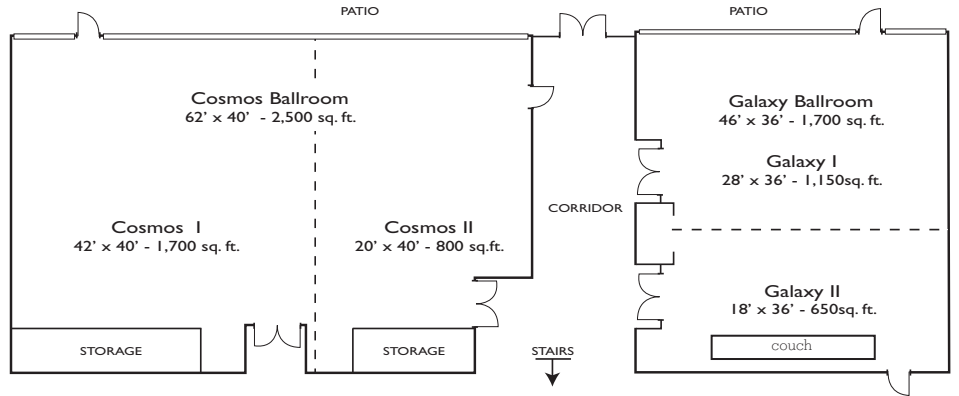 PATIO
PATIO
Cosmos Ballroom
62’ x 40’ - 2,500 sq. ft.
Galaxy Ballroom
46’ x 36’ - 1,700 sq. ft.
Galaxy I
28’ x 36’ - 1,150sq. ft.
CORRIDOR
Cosmos I
42’ x 40’ - 1,700 sq. ft.
Cosmos II
20’ x 40’ - 800 sq.ft.
Galaxy II
18’ x 36’ - 650sq. ft.
STORAGE
STORAGE
STAIRS
couch